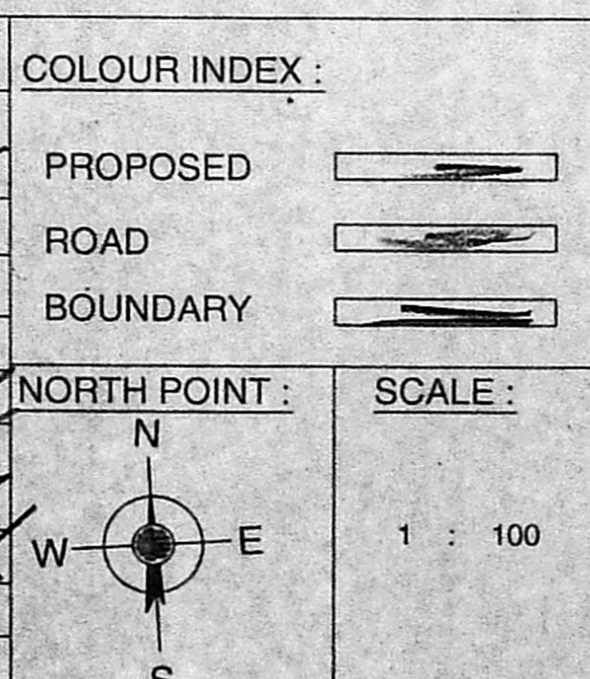 COLOUR INDEX :
PROPOSED
ROAD
BOUNDARY
NORTH POINT :
N
W
E
S
SCALE :
1 : 100